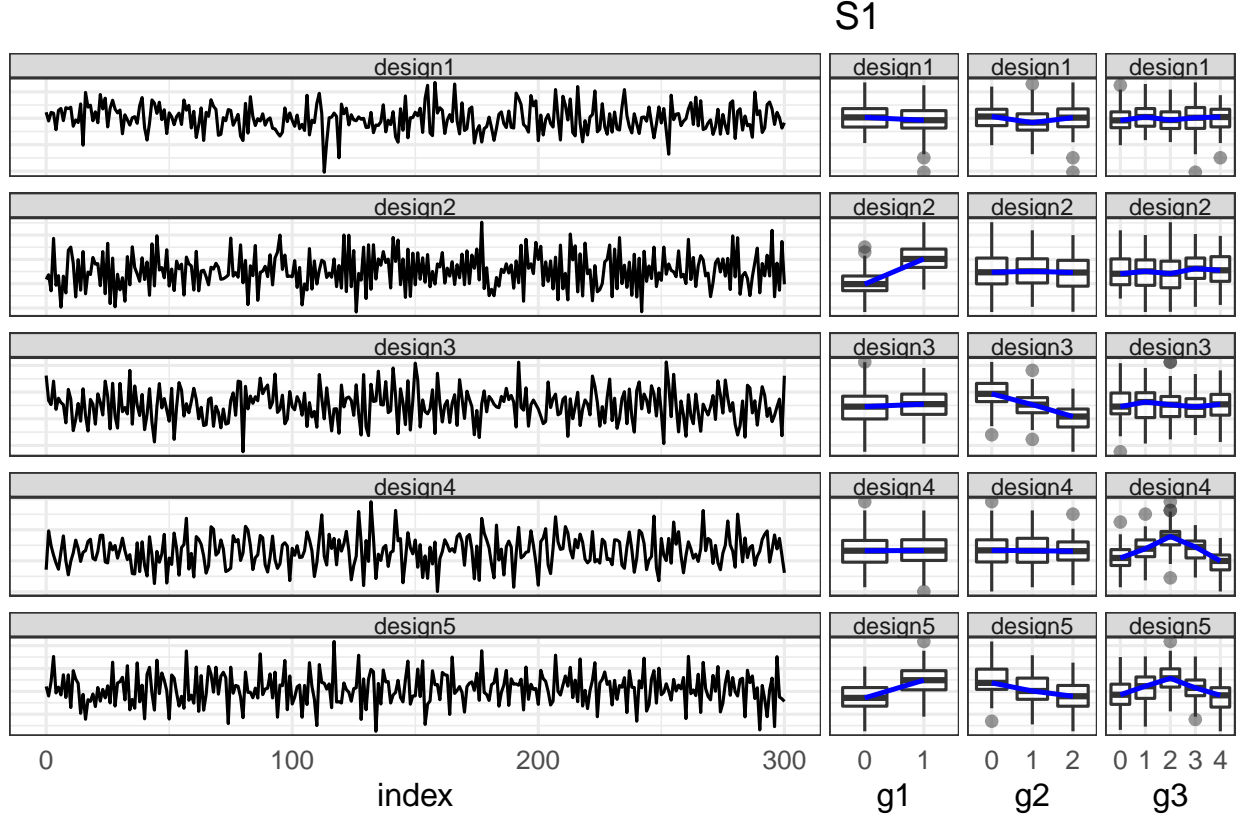 S1
design1 design1 design1 design1
design2 design2 design2 design2
design3 design3 design3 design3
design4 design4 design4 design4
design5 design5 design5 design5
0 100 200 300 0 1 0 1 2 0 1 2 3 4
index g1 g2 g3